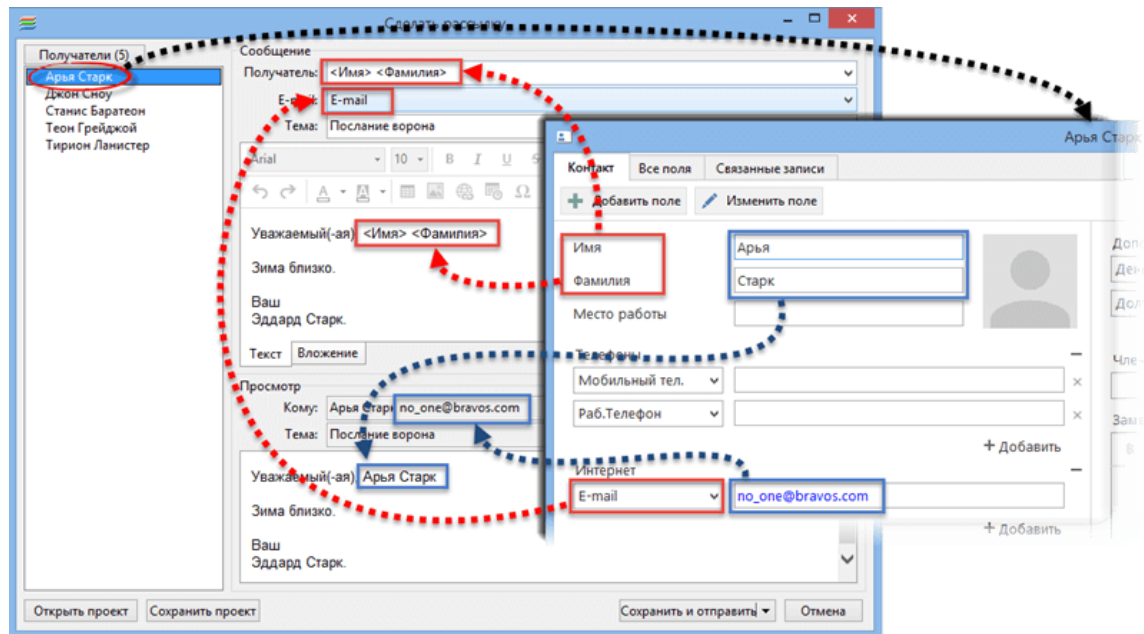 Сделать рассылку
Получатели (5)
Арья Старк
Джон Сноу
Станис Баратеон
Теон Грейджой
Тирион Ланистер
Сообщение
Получатель: <Имя> <Фамилия>
E-mail: E-mail
Тема: Послание ворона
Arial 10 B I U S
Уважаемый(-ая) <Имя> <Фамилия>
Зима близко.
Ваш
Эддард Старк.
Текст Вложение
Просмотр
Кому: Арья Старк no_one@bravos.com
Тема: Послание ворона
Уважаемый(-ая) Арья Старк
Зима близко.
Ваш
Эддард Старк.
Открыть проект Сохранить проект Сохранить и отправить Отмена
Арья Старк
Контакт Все поля Связанные записи
Добавить поле Изменить поле
Имя Арья
Фамилия Старк
Место работы
Телефоны
Мобильный тел.
Раб.Телефон
+ Добавить
Интернет
E-mail no_one@bravos.com
+ Добавить